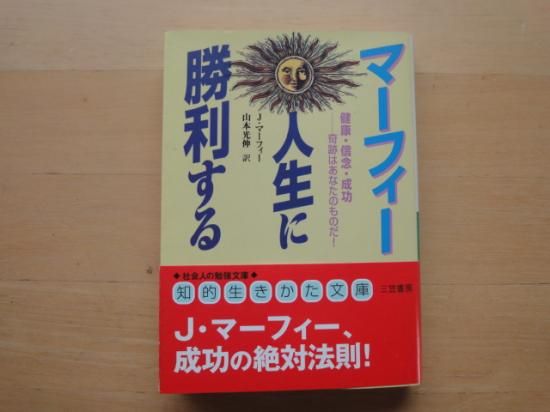 マーフィー
健康・信念・成功
――奇跡はあなたのものだ!
人生に
勝利する
J・マーフィー
山本光伸 訳
◆社会人の勉強文庫◆
知的生きかた文庫
三笠書房
J・マーフィー、
成功の絶対法則!